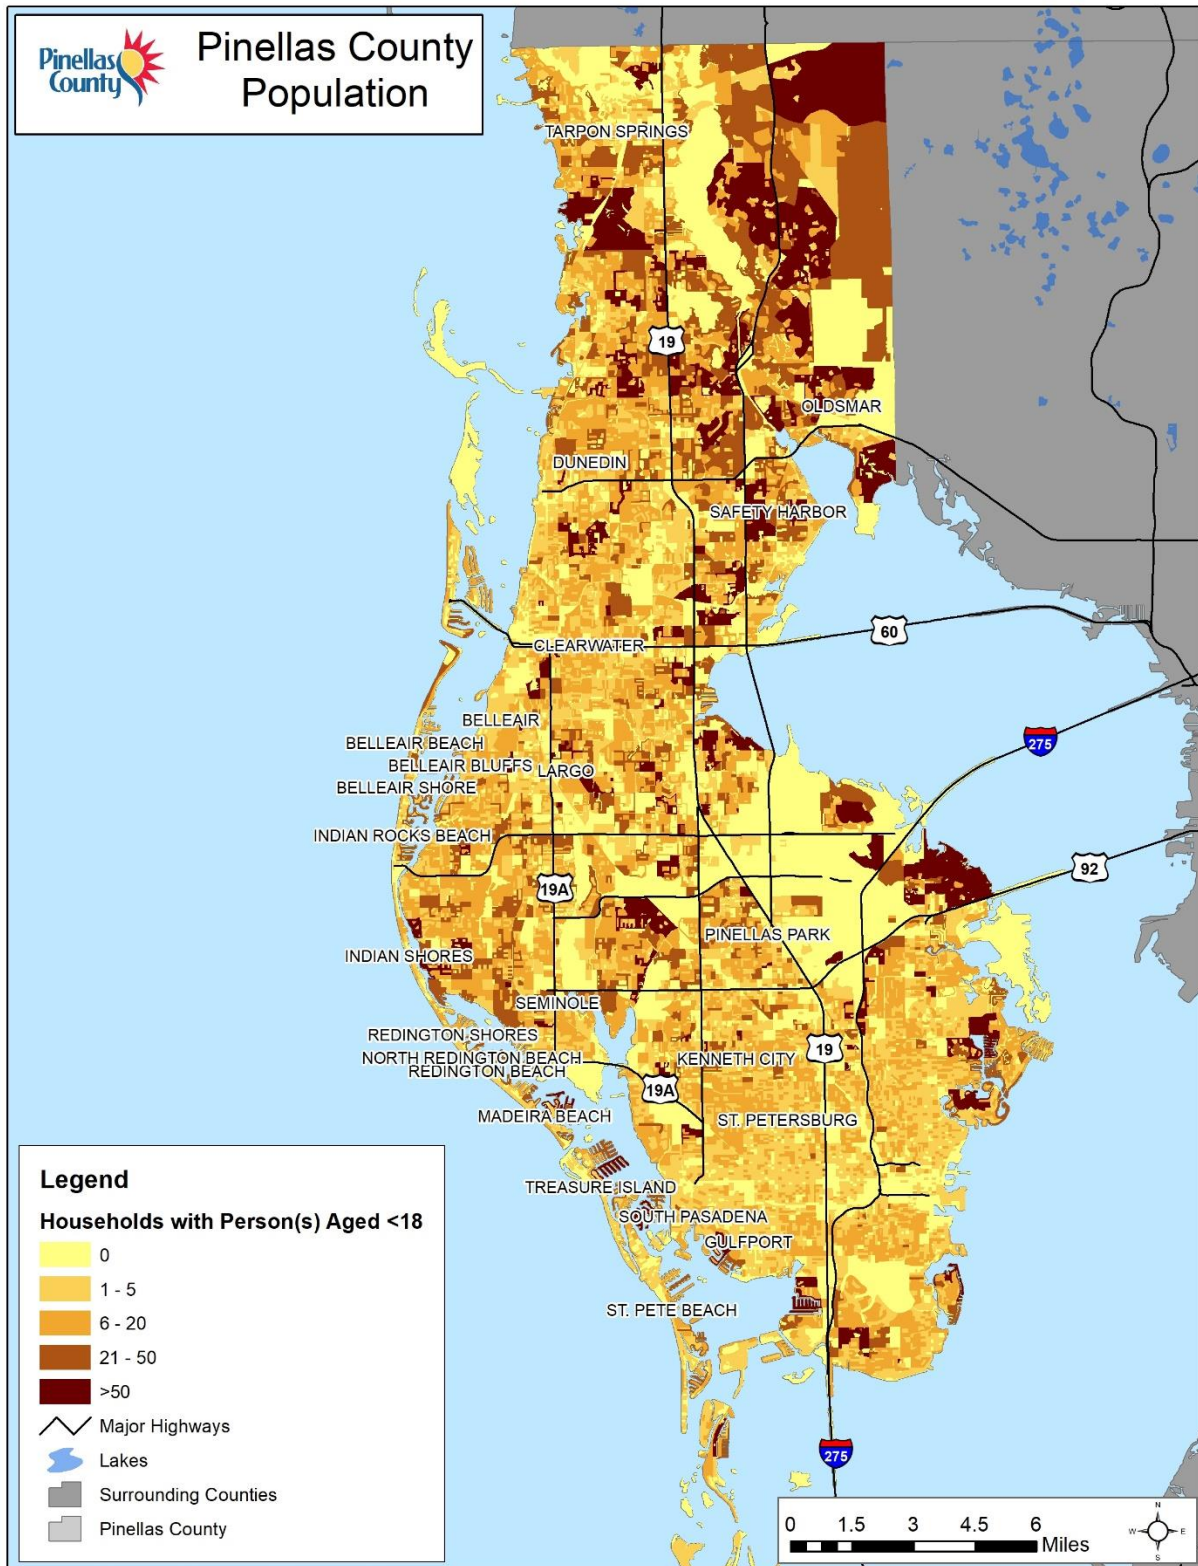 Pinellas
County
Pinellas County
Population
TARPON SPRINGS
19
OLDSMAR
DUNEDIN
SAFETY HARBOR
60
CLEARWATER
BELLEAIR
275
BELLEAIR BEACH
BELLEAIR BLUFFS
LARGO
BELLEAIR SHORE
INDIAN ROCKS BEACH
92
19A
PINELLAS PARK
INDIAN SHORES
SEMINOLE
REDINGTON SHORES
19
NORTH REDINGTON BEACH
KENNETH CITY
REDINGTON BEACH
19A
MADEIRA BEACH
ST. PETERSBURG
TREASURE ISLAND
SOUTH PASADENA
GULFPORT
ST. PETE BEACH
275
Legend
Households with Person(s) Aged <18
0
1 - 5
6 - 20
21 - 50
>50
Major Highways
Lakes
Surrounding Counties
Pinellas County
0 1.5 3 4.5 6
Miles
N
W E
S